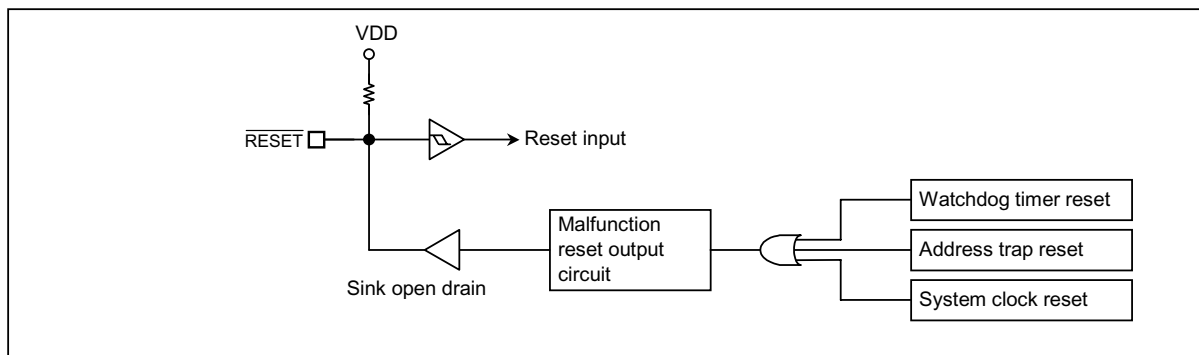 VDD
RESET
Reset input
Watchdog timer reset
Malfunction
reset output
circuit
Address trap reset
Sink open drain
System clock reset